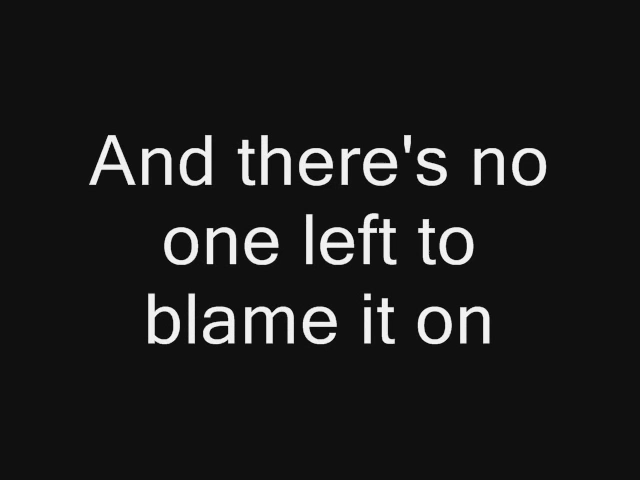 And there's no
one left to
blame it on